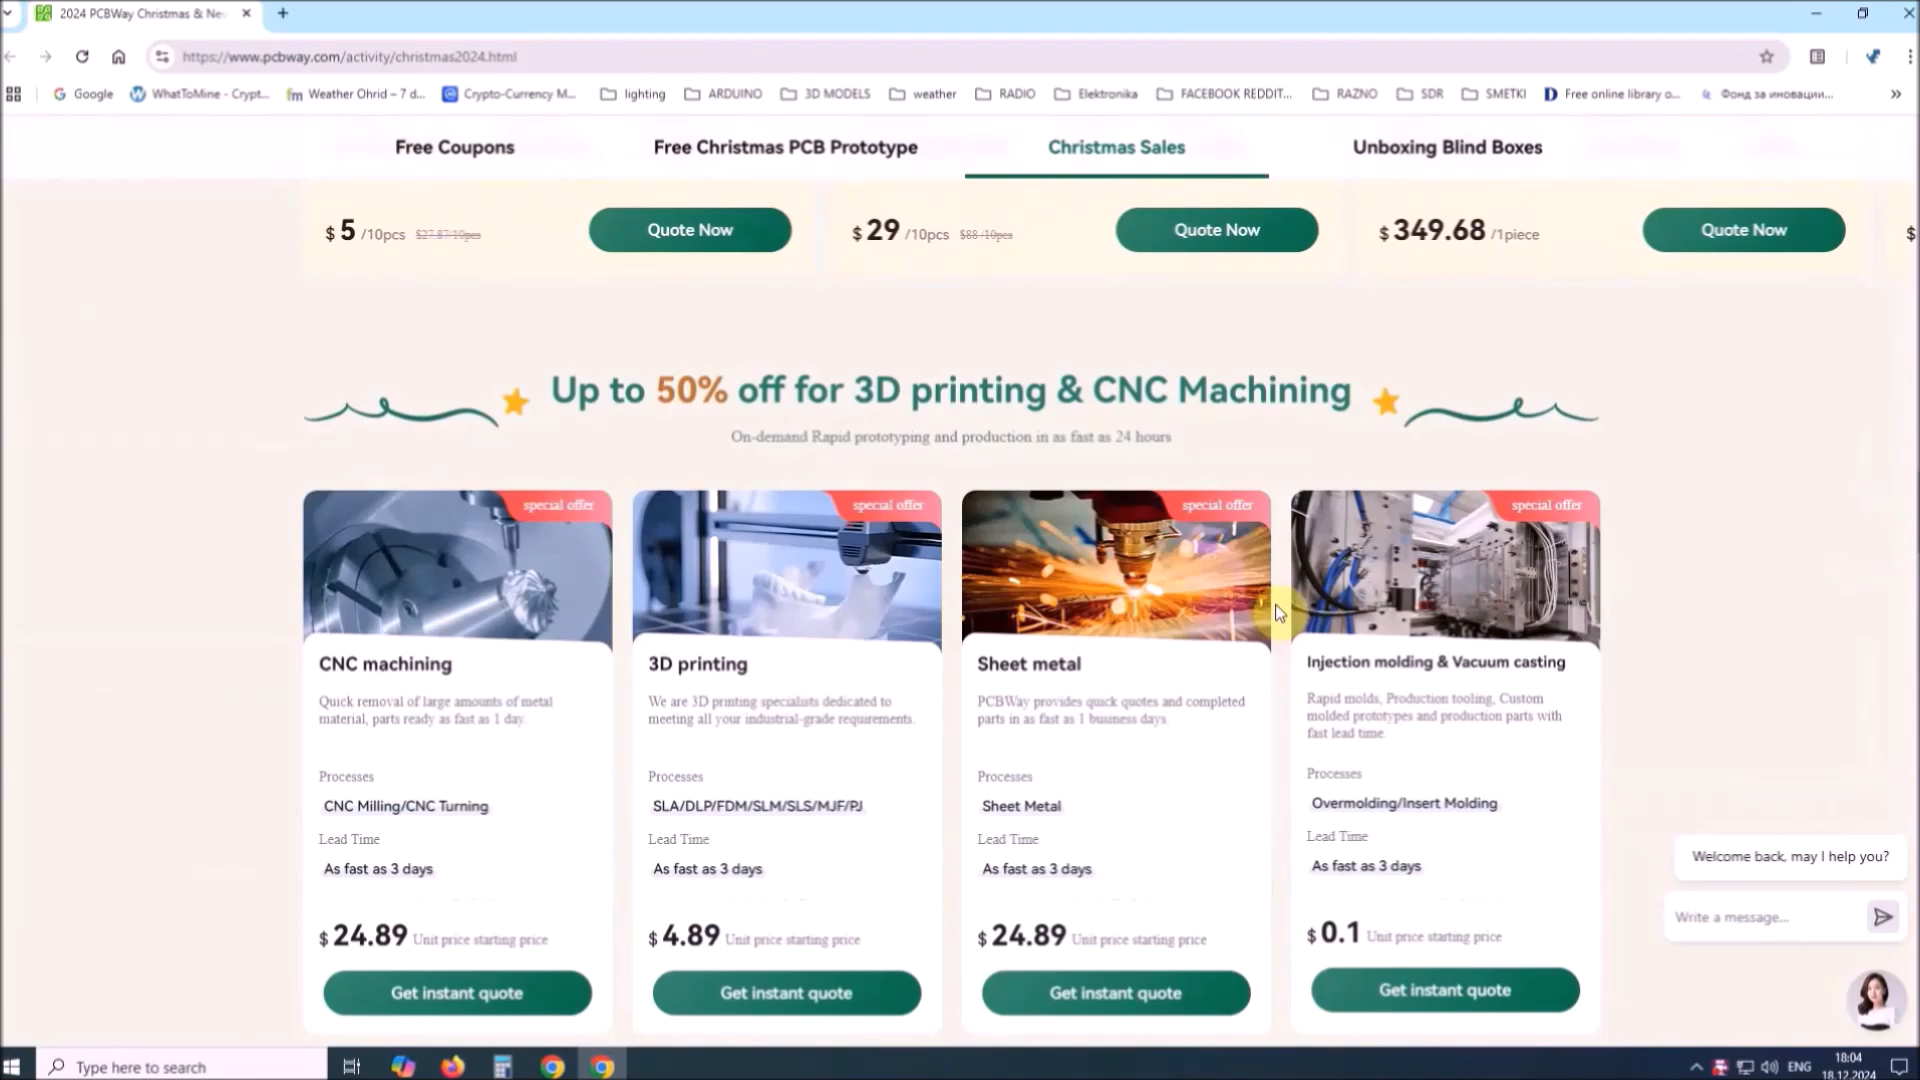 2024 PCBWay Christmas & Ne
https://www.pcbway.com/activity/christmas2024.html
Google
WhatToMine - Crypt...
Weather Ohrid – 7 d...
Crypto-Currency M...
lighting
ARDUINO
3D MODELS
weather
RADIO
Elektronika
FACEBOOK REDDIT...
RAZNO
SDR
SMETKI
Free online library o...
Фонд за иновации...
Free Coupons
Free Christmas PCB Prototype
Christmas Sales
Unboxing Blind Boxes
$ 5 /10pcs $27.87/10pcs
Quote Now
$ 29 /10pcs $88 /10pcs
Quote Now
$ 349.68 /1piece
Quote Now
$
Up to 50% off for 3D printing & CNC Machining
On-demand Rapid prototyping and production in as fast as 24 hours
special offer
CNC machining
Quick removal of large amounts of metal
material, parts ready as fast as 1 day.
Processes
CNC Milling/CNC Turning
Lead Time
As fast as 3 days
$ 24.89 Unit price starting price
Get instant quote
special offer
3D printing
We are 3D printing specialists dedicated to
meeting all your industrial-grade requirements.
Processes
SLA/DLP/FDM/SLM/SLS/MJF/PJ
Lead Time
As fast as 3 days
$ 4.89 Unit price starting price
Get instant quote
special offer
Sheet metal
PCBWay provides quick quotes and completed
parts in as fast as 1 business days
Processes
Sheet Metal
Lead Time
As fast as 3 days
$ 24.89 Unit price starting price
Get instant quote
special offer
Injection molding & Vacuum casting
Rapid molds, Production tooling, Custom
molded prototypes and production parts with
fast lead time.
Processes
Overmolding/Insert Molding
Lead Time
As fast as 3 days
$ 0.1 Unit price starting price
Get instant quote
Welcome back, may I help you?
Write a message...
Type here to search
ENG
18:04
18.12.2024